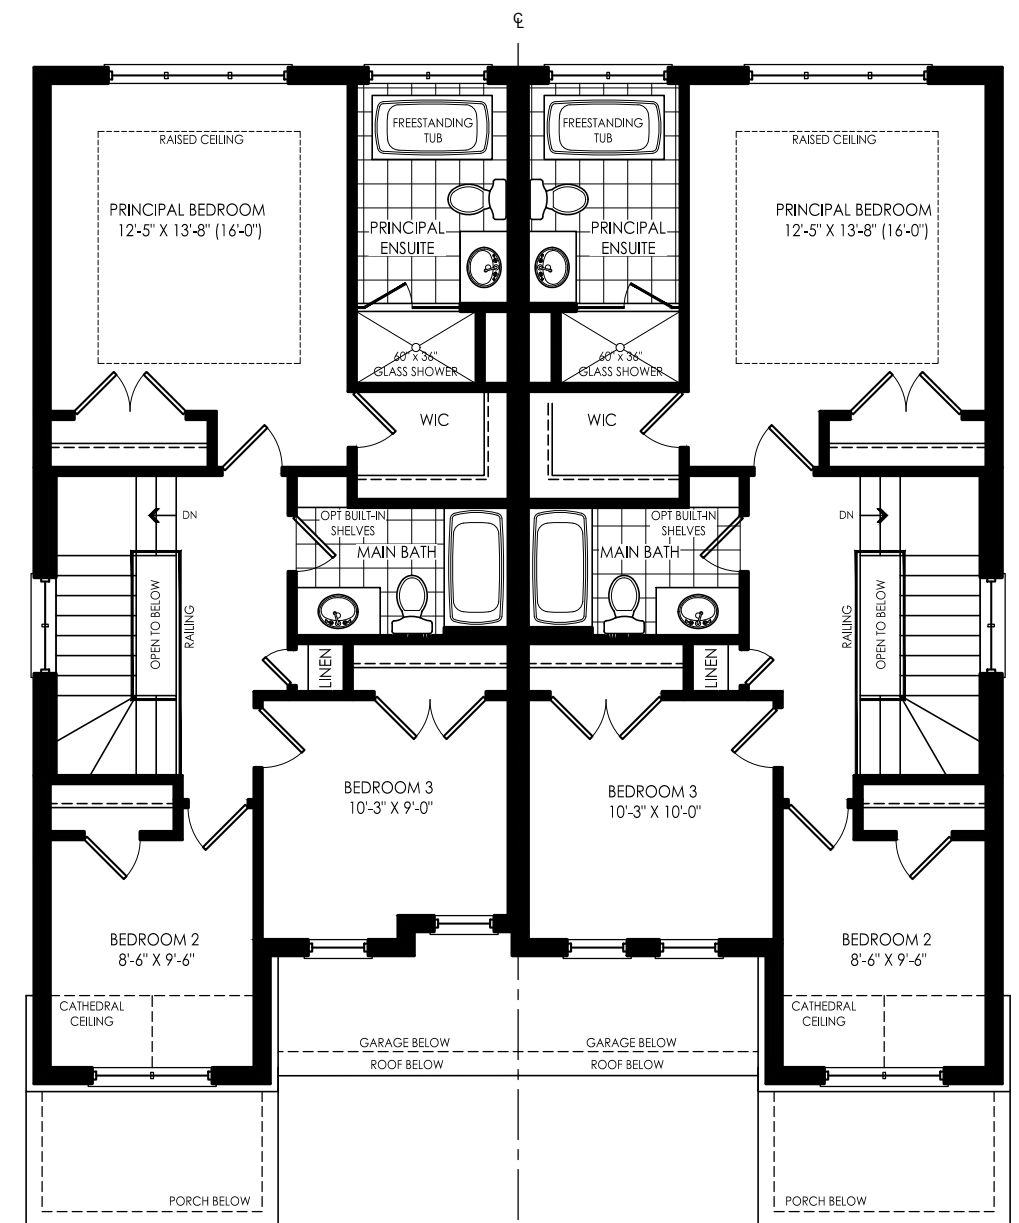 ℄
FREESTANDING
TUB
FREESTANDING
TUB
RAISED CEILING
RAISED CEILING
PRINCIPAL BEDROOM
12'-5" X 13'-8" (16'-0")
PRINCIPAL
ENSUITE
PRINCIPAL
ENSUITE
PRINCIPAL BEDROOM
12'-5" X 13'-8" (16'-0")
60" x 36"
GLASS SHOWER
60" x 36"
GLASS SHOWER
WIC
WIC
DN
OPT BUILT-IN
SHELVES
MAIN BATH
OPT BUILT-IN
SHELVES
MAIN BATH
DN
OPEN TO BELOW
RAILING
RAILING
OPEN TO BELOW
LINEN
LINEN
BEDROOM 3
10'-3" X 9'-0"
BEDROOM 3
10'-3" X 10'-0"
BEDROOM 2
8'-6" X 9'-6"
BEDROOM 2
8'-6" X 9'-6"
CATHEDRAL
CEILING
CATHEDRAL
CEILING
GARAGE BELOW
GARAGE BELOW
ROOF BELOW
ROOF BELOW
PORCH BELOW
PORCH BELOW